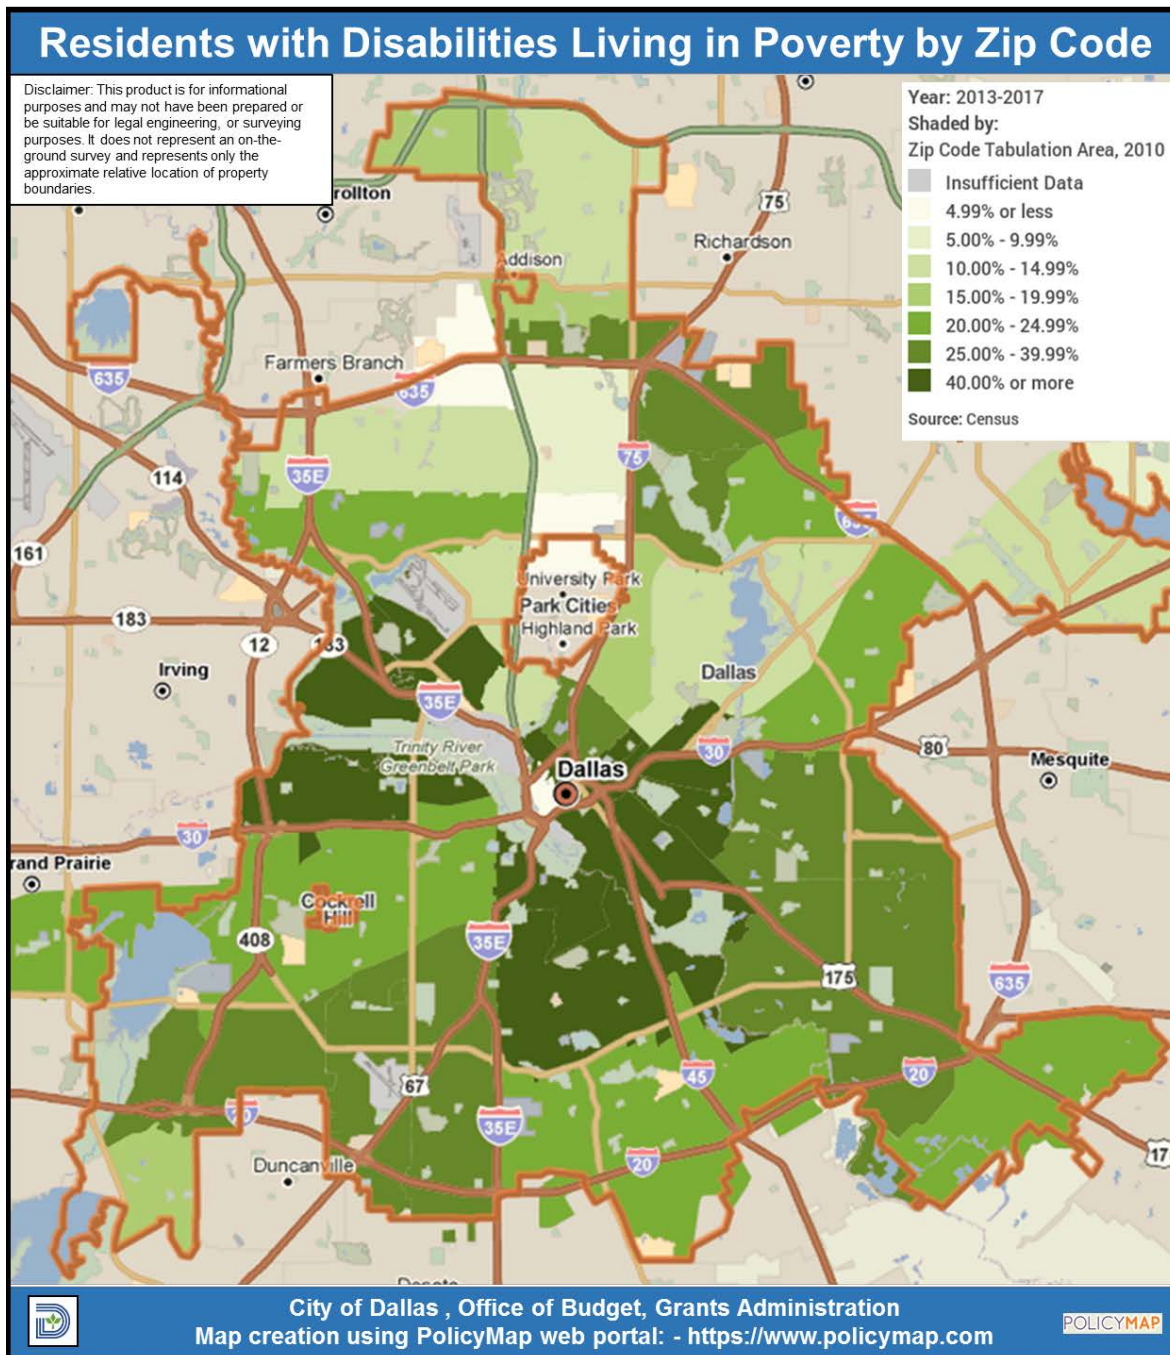 Residents with Disabilities Living in Poverty by Zip Code
Disclaimer: This product is for informational
purposes and may not have been prepared or
be suitable for legal engineering, or surveying
purposes. It does not represent an on-the-
ground survey and represents only the
approximate relative location of property
boundaries.
Year: 2013-2017
Shaded by:
Zip Code Tabulation Area, 2010
Insufficient Data
4.99% or less
5.00% - 9.99%
10.00% - 14.99%
15.00% - 19.99%
20.00% - 24.99%
25.00% - 39.99%
40.00% or more
Source: Census
rollton
75
Richardson
Addison
Farmers Branch
635
635
114
35E
75
635
161
University Park
Park Cities
Highland Park
183
12
183
Irving
Dallas
35E
Trinity River
Greenbelt Park
30
80
Dallas
Mesquite
30
rand Prairie
Cockrell
Hill
408
35E
175
635
67
45
20
20
35E
17
Duncanville
20
City of Dallas , Office of Budget, Grants Administration
Map creation using PolicyMap web portal: - https://www.policymap.com
POLICYMAP